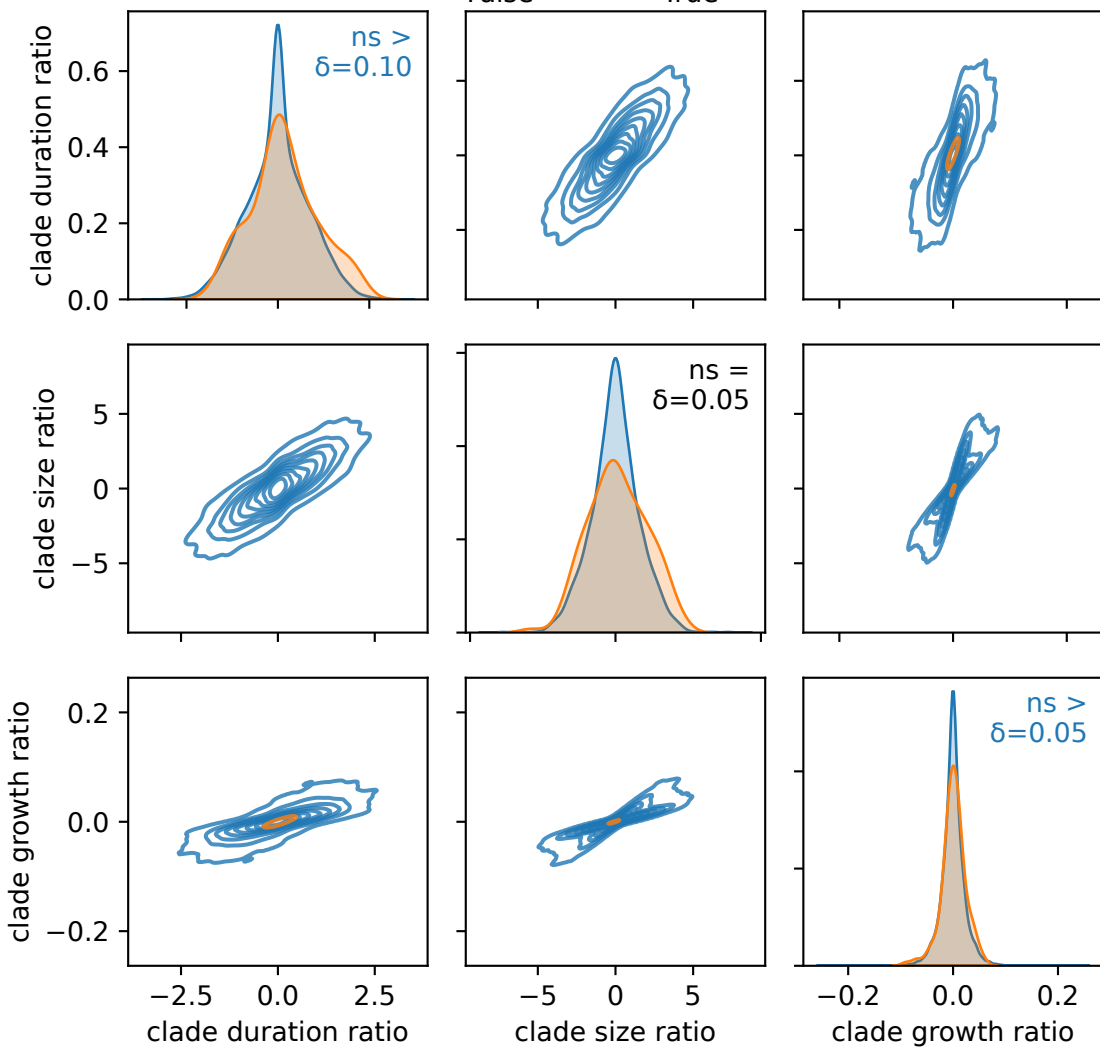 True
clade duration ratio
0.6
0.4
0.2
0.0
ns >
δ=0.10
clade size ratio
5
0
−5
ns =
δ=0.05
clade growth ratio
0.2
0.0
−0.2
ns >
δ=0.05
−2.5 0.0 2.5
−5 0 5
−0.2 0.0 0.2
clade duration ratio
clade size ratio
clade growth ratio